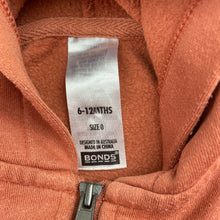 6-12MTHS
SIZE 0
DESIGNED IN AUSTRALIA
MADE IN CHINA
BONDS